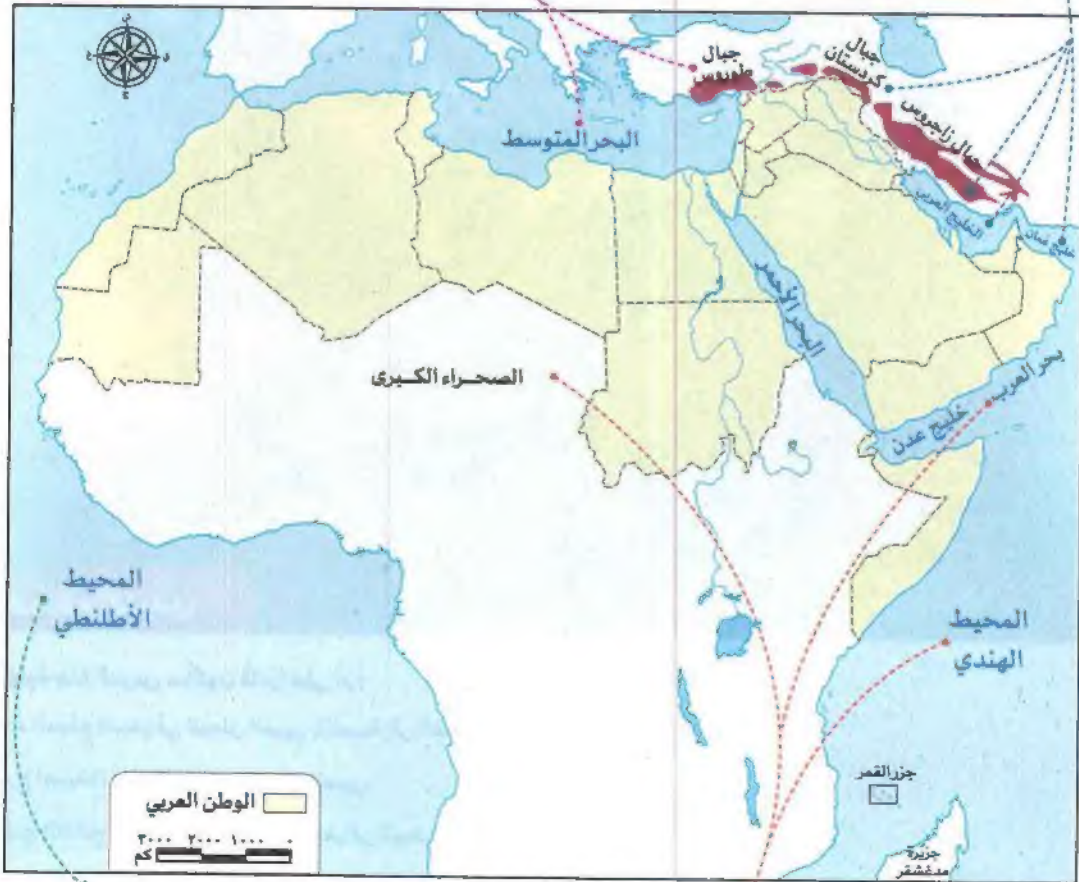 ش
ق
غ
ج
جبال
طوروس
جبال
كردستان
جبال زاجروس
البحر المتوسط
الخليج العربي
خليج عمان
البحر الأحمر
الصحراء الكبرى
بحر العرب
خليج عدن
المحيط
الأطلنطي
المحيط
الهندي
جزر القمر
جزيرة
مدغشقر
الوطن العربي
٣٠٠٠ ٢٠٠٠ ١٠٠٠ ٠
كم